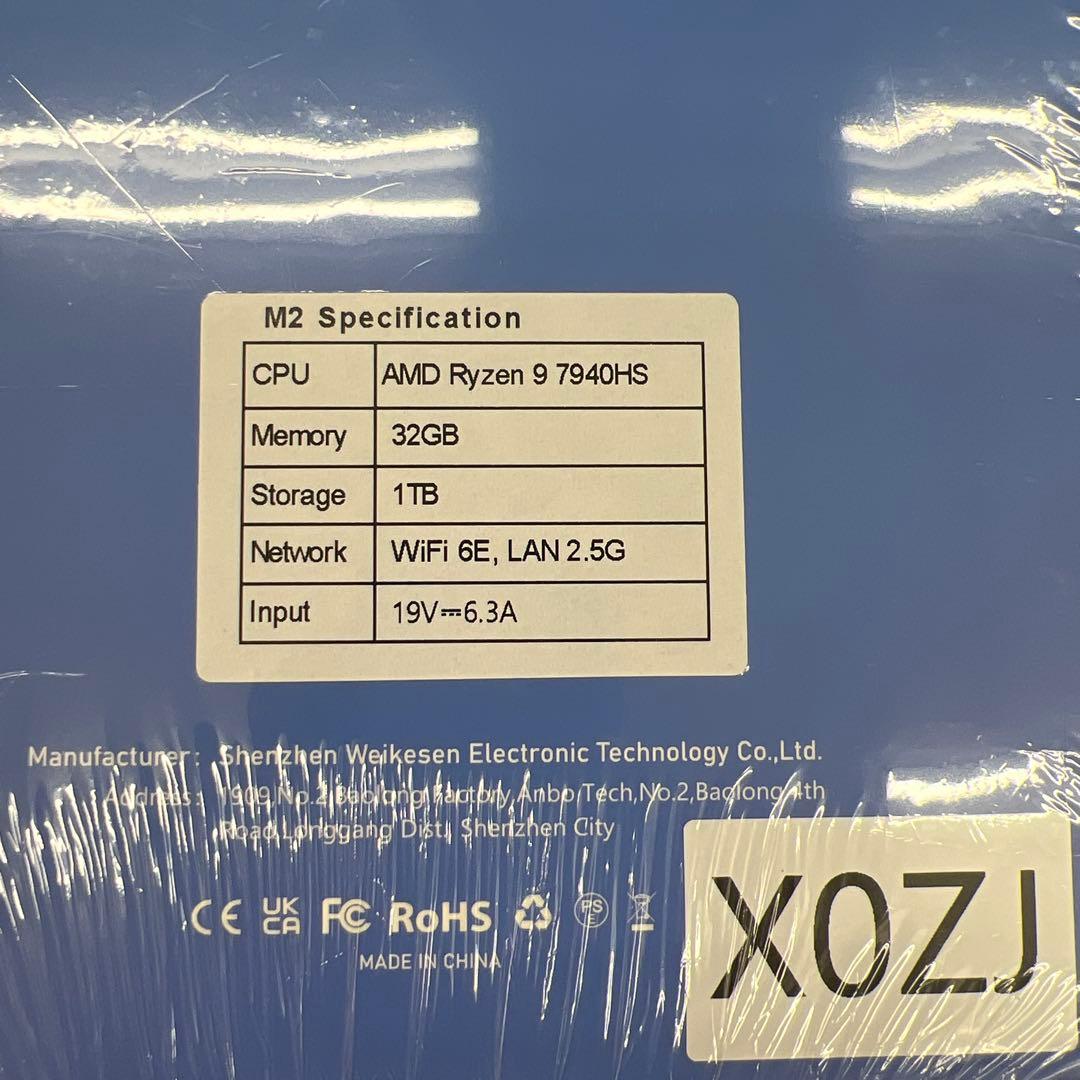 M2 Specification
CPU AMD Ryzen 9 7940HS
Memory 32GB
Storage 1TB
Network WiFi 6E, LAN 2.5G
Input 19V⎓6.3A
Manufacturer: Shenzhen Weikesen Electronic Technology Co.,Ltd.
Address: 1909,No.2,Baolong Factory,Anbo Tech,No.2,Baolong 4th
Road,Longgang Dist, Shenzhen City
CE UK CA FC RoHS PS E
MADE IN CHINA
X0ZJ